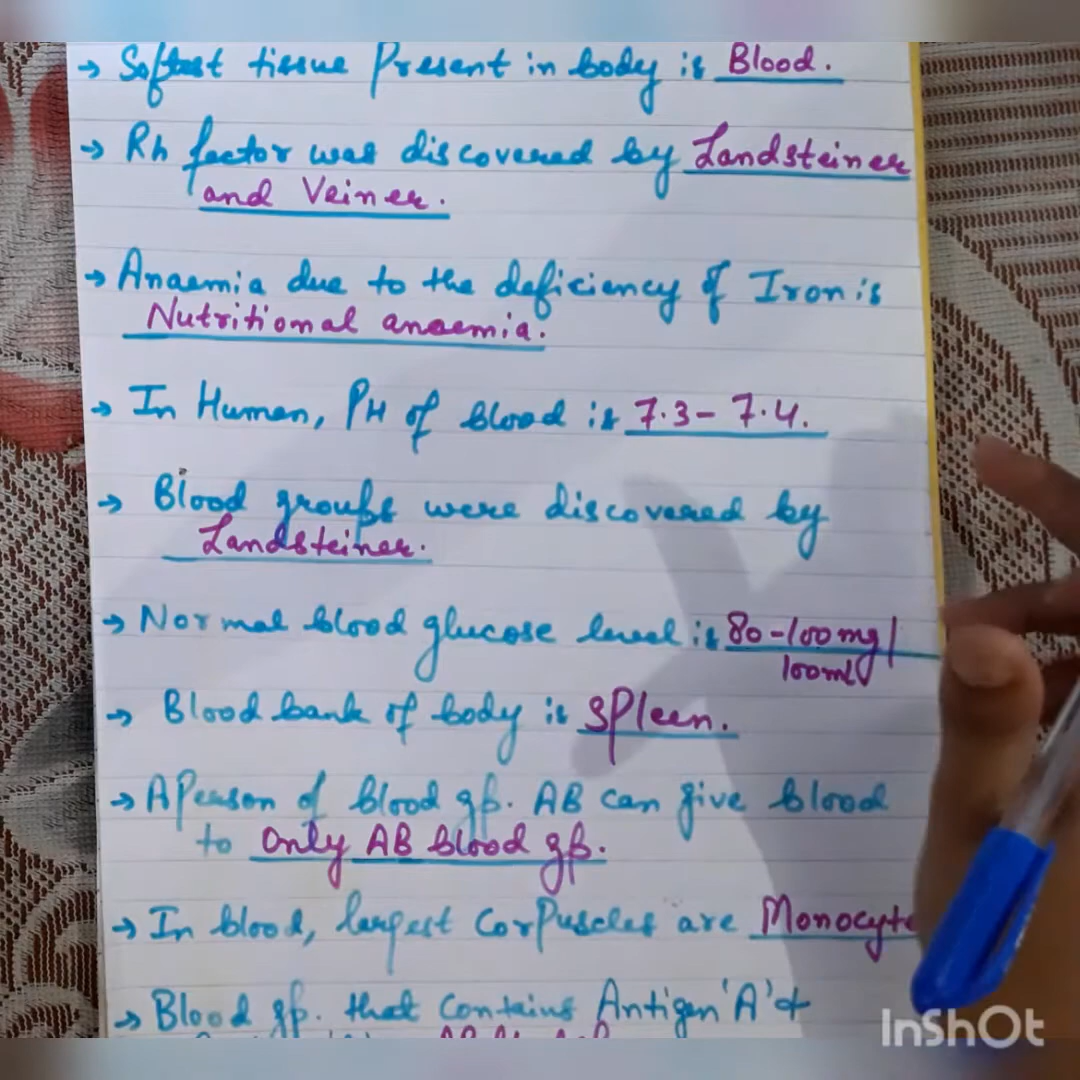 → Softest tissue Present in body is Blood.
→ Rh factor was discovered by Landsteiner
and Veiner.
→ Anaemia due to the deficiency of Iron is
Nutritional anaemia.
→ In Human, PH of blood is 7.3 - 7.4.
→ Blood groups were discovered by
Landsteiner.
→ Normal blood glucose level is 80-100mg/
100ml
→ Blood bank of body is spleen.
→ A Person of blood gp. AB can give blood
to only AB blood gp.
→ In blood, largest Corpuscles are Monocyte
→ Blood gp. that contains Antigen 'A' &
InShOt